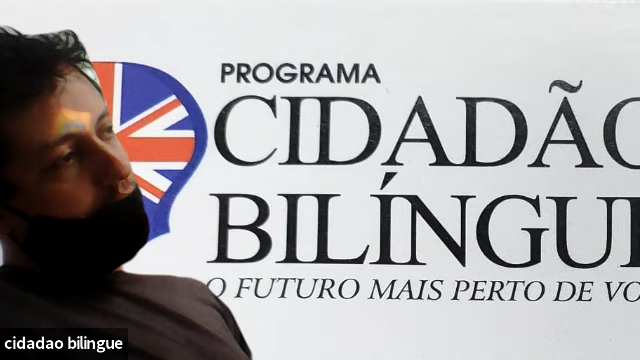 PROGRAMA
CIDADÃO
BILÍNGUE
O FUTURO MAIS PERTO DE VO
cidadao bilingue